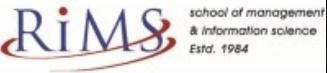 RiMS
school of management
& information science
Estd. 1984